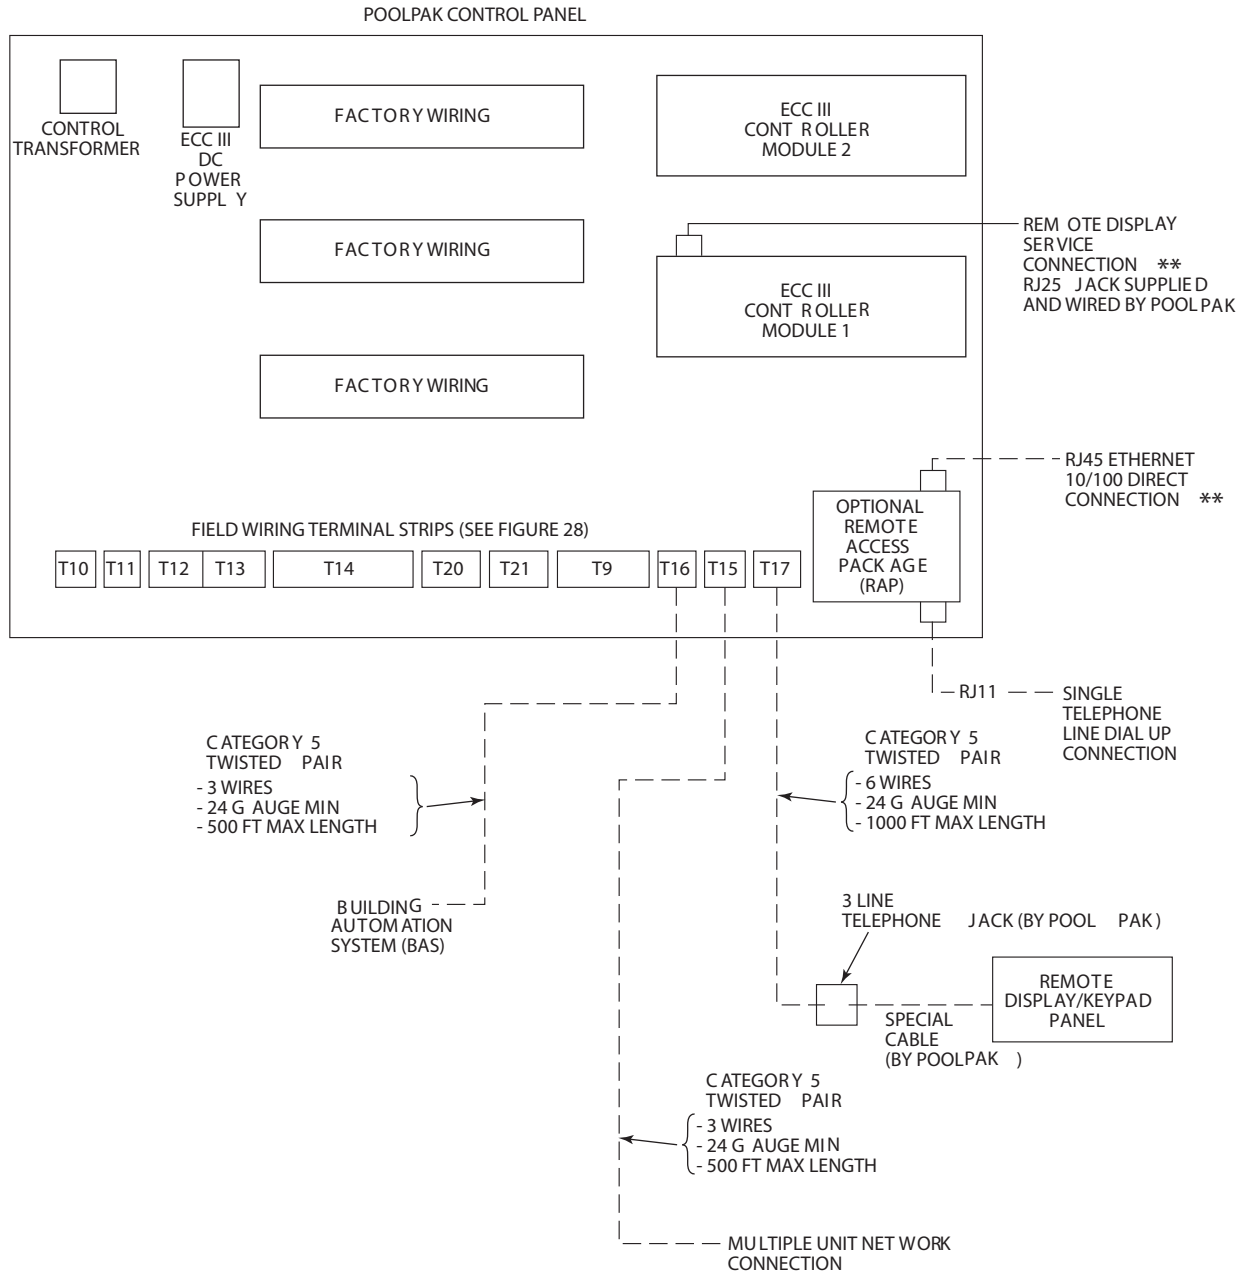 POOLPAK CONTROL PANEL
CONTROL
TRANSFORMER
ECC III
DC
POWER
SUPPLY
FACTORY WIRING
ECC III
CONTROLLER
MODULE 2
FACTORY WIRING
ECC III
CONTROLLER
MODULE 1
REMOTE DISPLAY
SERVICE
CONNECTION **
RJ25 JACK SUPPLIED
AND WIRED BY POOLPAK
FACTORY WIRING
RJ45 ETHERNET
10/100 DIRECT
CONNECTION **
OPTIONAL
REMOTE
ACCESS
PACKAGE
(RAP)
FIELD WIRING TERMINAL STRIPS (SEE FIGURE 28)
T10 T11 T12 T13 T14 T20 T21 T9 T16 T15 T17
RJ11
SINGLE
TELEPHONE
LINE DIAL UP
CONNECTION
CATEGORY 5
TWISTED PAIR
- 3 WIRES
- 24 GAUGE MIN
- 500 FT MAX LENGTH
CATEGORY 5
TWISTED PAIR
- 6 WIRES
- 24 GAUGE MIN
- 1000 FT MAX LENGTH
BUILDING
AUTOMATION
SYSTEM (BAS)
3 LINE
TELEPHONE JACK (BY POOLPAK)
REMOTE
DISPLAY/KEYPAD
PANEL
SPECIAL
CABLE
(BY POOLPAK)
CATEGORY 5
TWISTED PAIR
- 3 WIRES
- 24 GAUGE MIN
- 500 FT MAX LENGTH
MULTIPLE UNIT NETWORK
CONNECTION